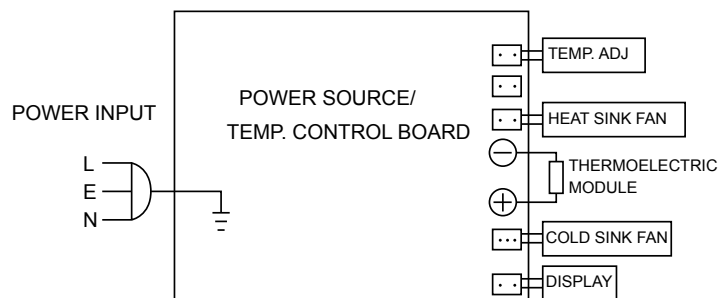 POWER INPUT
L
E
N
POWER SOURCE/
TEMP. CONTROL BOARD
TEMP. ADJ
HEAT SINK FAN
THERMOELECTRIC
MODULE
COLD SINK FAN
DISPLAY